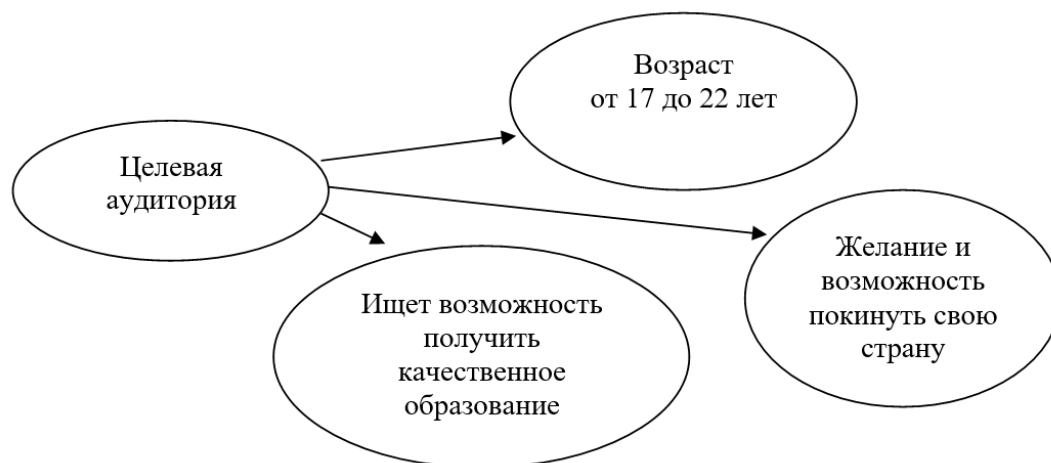 Возраст
от 17 до 22 лет
Целевая
аудитория
Желание и
возможность
покинуть свою
страну
Ищет возможность
получить
качественное
образование